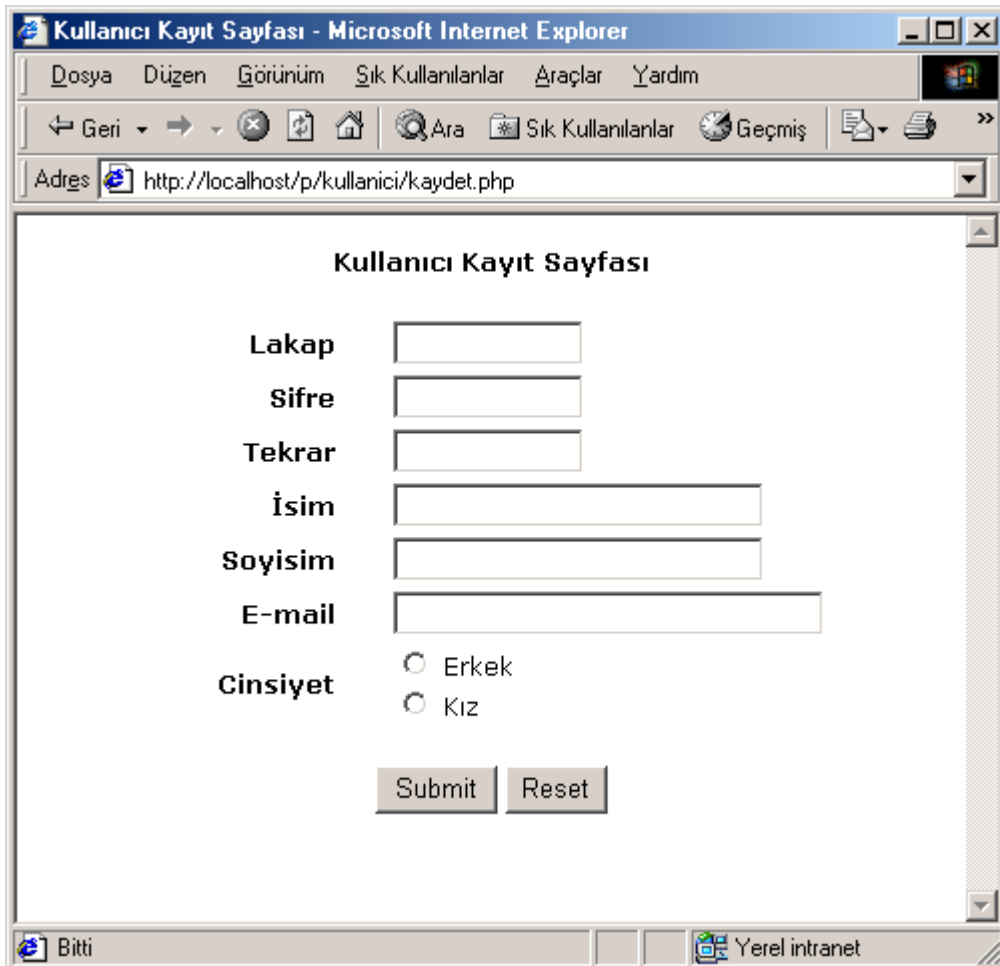 Kullanıcı Kayıt Sayfası - Microsoft Internet Explorer
Dosya Düzen Görünüm Sık Kullanılanlar Araçlar Yardım
Geri Ara Sık Kullanılanlar Geçmiş »
Adres http://localhost/p/kullanici/kaydet.php
Kullanıcı Kayıt Sayfası
Lakap
Sifre
Tekrar
İsim
Soyisim
E-mail
Cinsiyet Erkek
Kız
Submit Reset
Bitti Yerel intranet